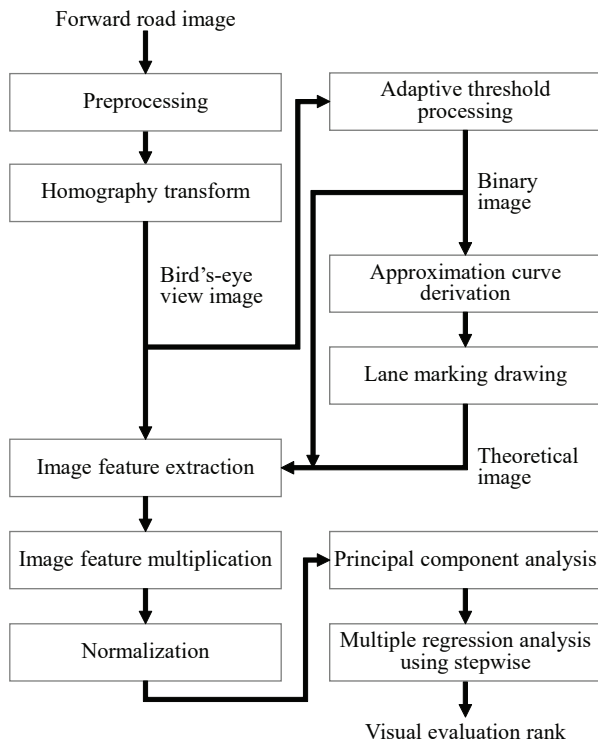 Forward road image
Preprocessing
Homography transform
Bird's-eye
view image
Adaptive threshold
processing
Binary
image
Approximation curve
derivation
Lane marking drawing
Theoretical
image
Image feature extraction
Image feature multiplication
Normalization
Principal component analysis
Multiple regression analysis
using stepwise
Visual evaluation rank